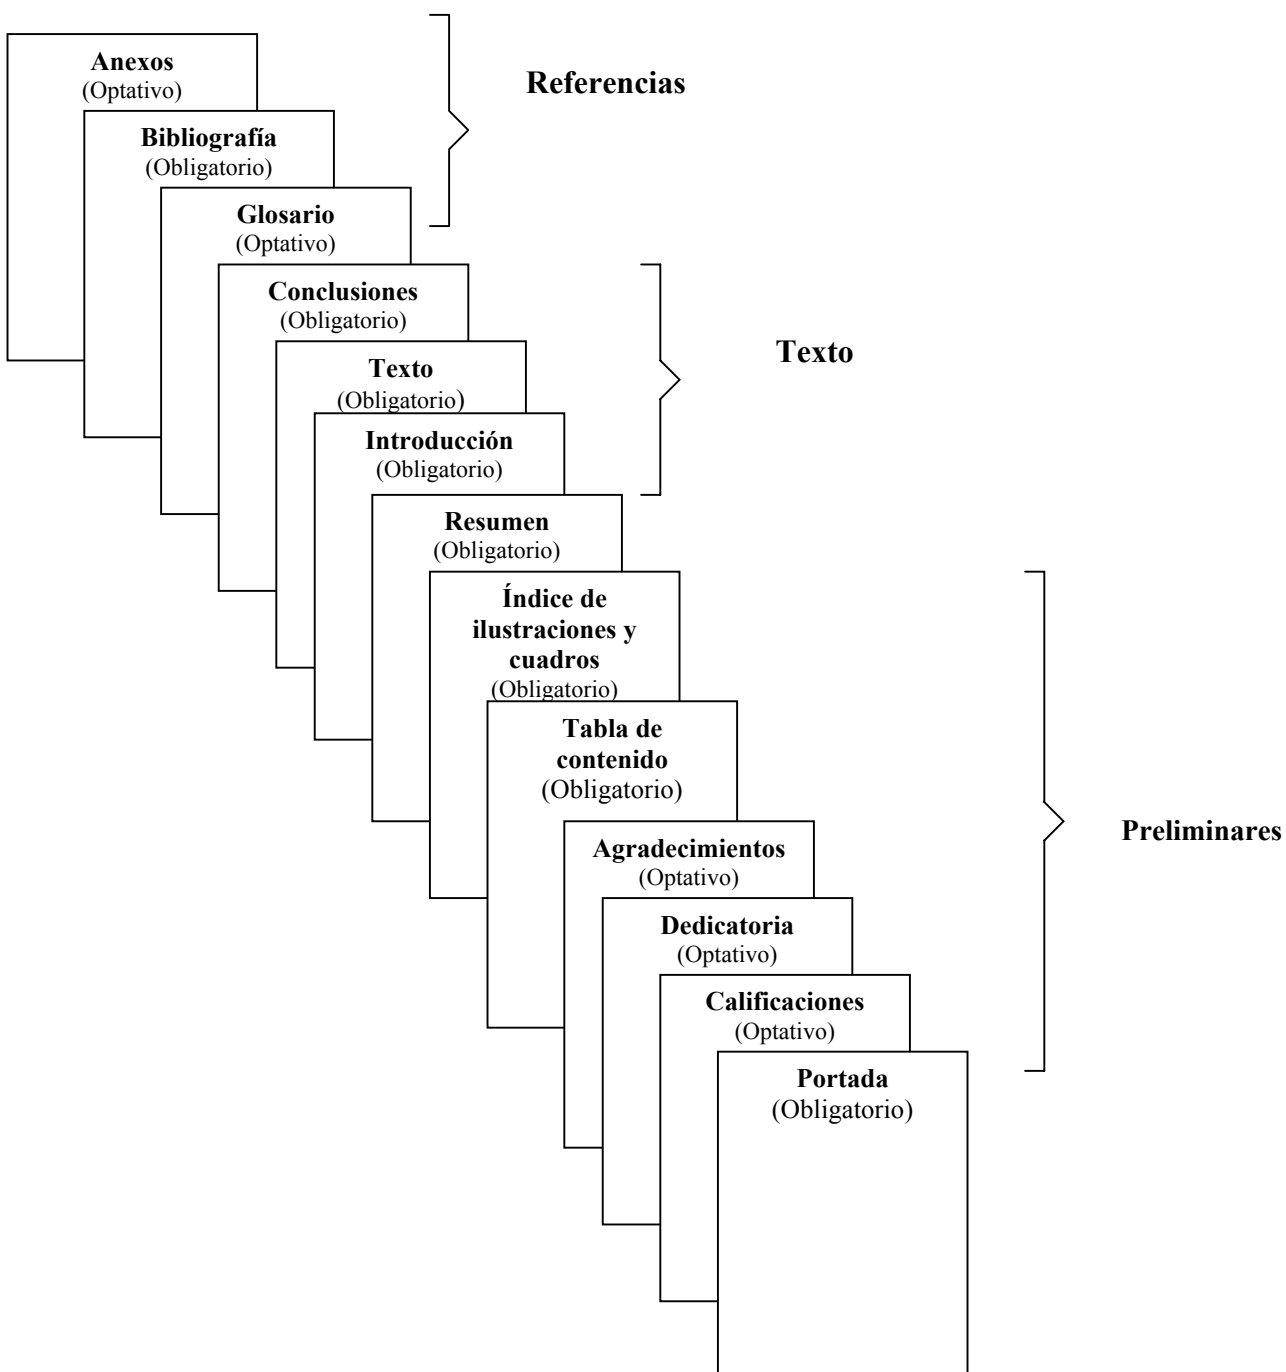 Anexos
(Optativo)
Referencias
Bibliografía
(Obligatorio)
Glosario
(Optativo)
Conclusiones
(Obligatorio)
Texto
Texto
(Obligatorio)
Introducción
(Obligatorio)
Resumen
(Obligatorio)
Índice de
ilustraciones y
cuadros
(Obligatorio)
Tabla de
contenido
(Obligatorio)
Preliminares
Agradecimientos
(Optativo)
Dedicatoria
(Optativo)
Calificaciones
(Optativo)
Portada
(Obligatorio)